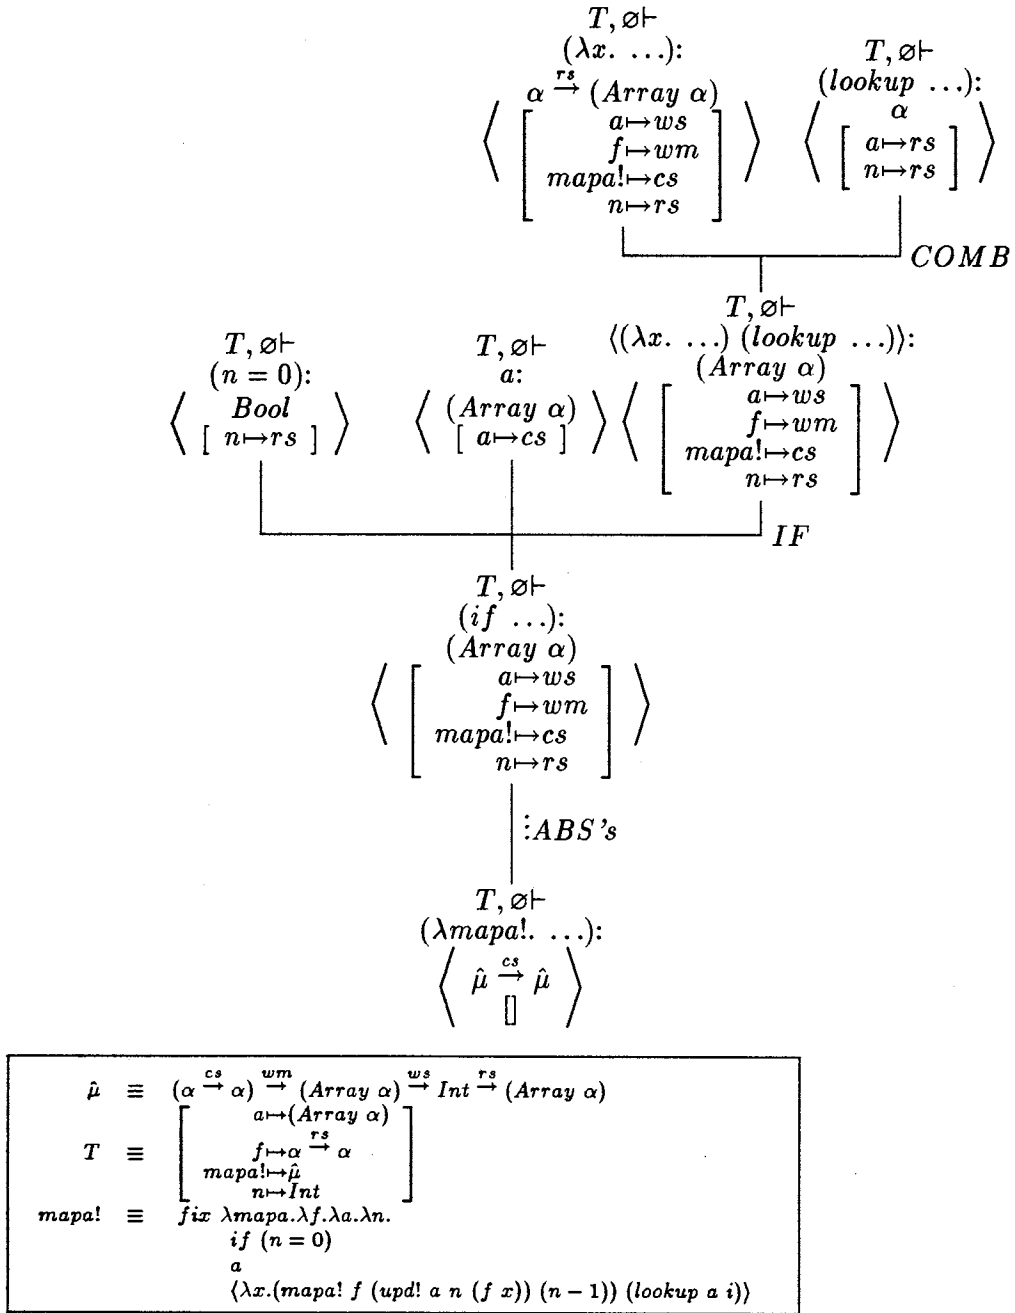 T, ∅⊢
(λx. ...):
α →^{rs} (Array α)
a↦ws
f↦wm
mapa!↦cs
n↦rs
T, ∅⊢
(lookup ...):
α
a↦rs
n↦rs
COMB
T, ∅⊢
(n = 0):
Bool
[ n↦rs ]
T, ∅⊢
a:
(Array α)
[ a↦cs ]
T, ∅⊢
⟨(λx. ...) (lookup ...)⟩:
(Array α)
a↦ws
f↦wm
mapa!↦cs
n↦rs
IF
T, ∅⊢
(if ...):
(Array α)
a↦ws
f↦wm
mapa!↦cs
n↦rs
⋮ABS's
T, ∅⊢
(λmapa!. ...):
μ̂ →^{cs} μ̂
[]
μ̂ ≡ (α →^{cs} α) →^{wm} (Array α) →^{ws} Int →^{rs} (Array α)
a↦(Array α)
T ≡ f↦α →^{rs} α
mapa!↦μ̂
n↦Int
mapa! ≡ fix λmapa.λf.λa.λn.
if (n = 0)
a
⟨λx.(mapa! f (upd! a n (f x)) (n − 1)) (lookup a i)⟩